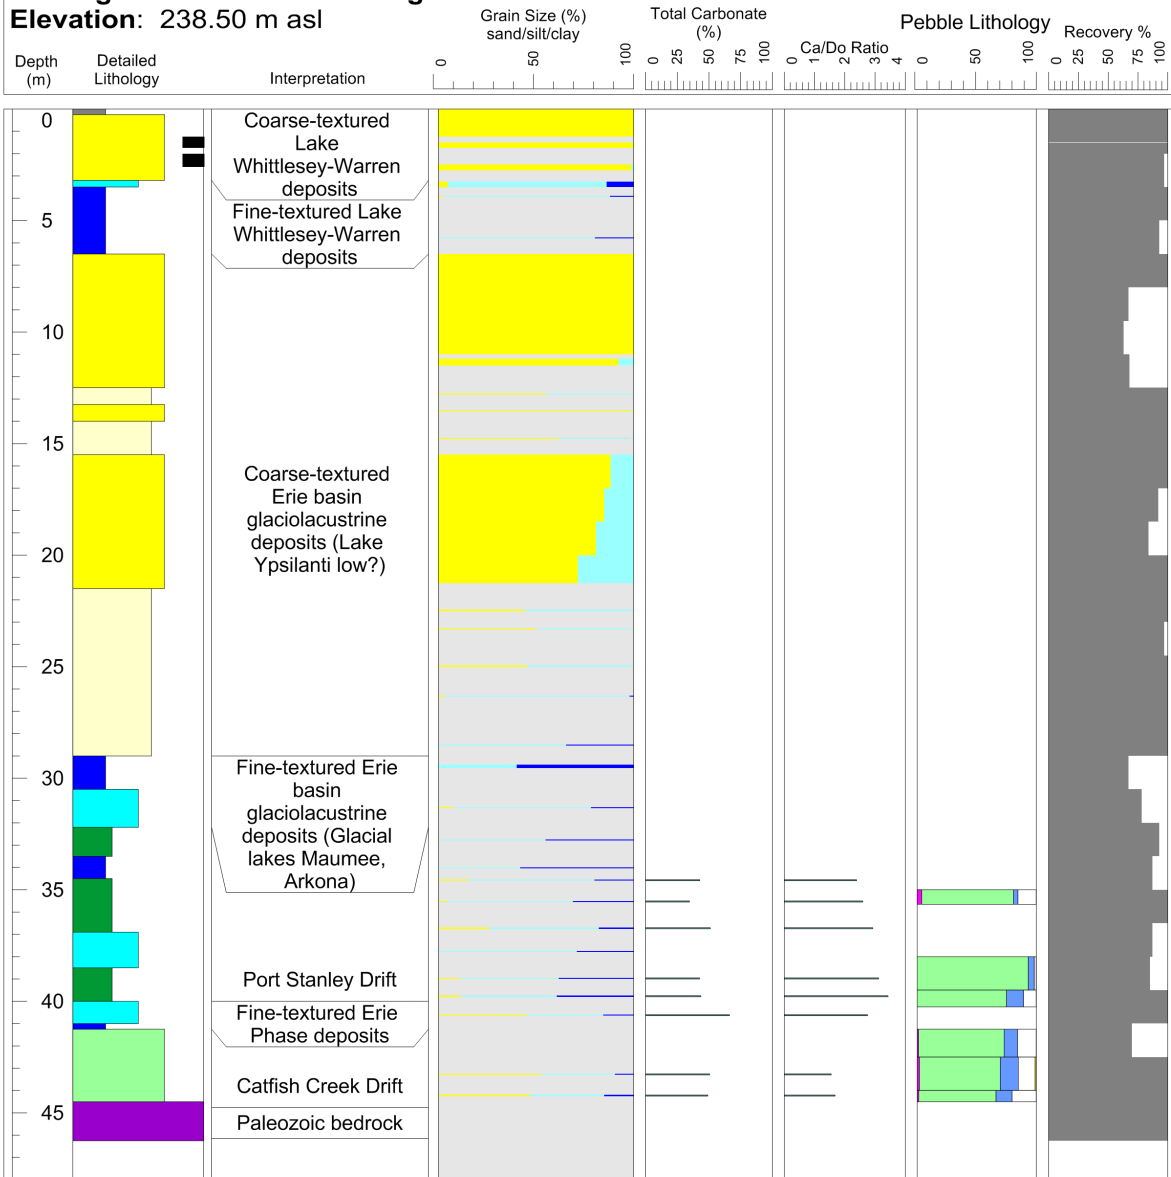 Elevation: 238.50 m asl
Grain Size (%)
sand/silt/clay
Total Carbonate
(%)
Ca/Do Ratio
Pebble Lithology
Recovery %
Depth
(m)
Detailed
Lithology
Interpretation
0 50 100
0 25 50 75 100
0 1 2 3 4
0 50 100
0 25 50 75 100
0
Coarse-textured
Lake
Whittlesey-Warren
deposits
5
Fine-textured Lake
Whittlesey-Warren
deposits
10
15
Coarse-textured
Erie basin
glaciolacustrine
deposits (Lake
Ypsilanti low?)
20
25
30
Fine-textured Erie
basin
glaciolacustrine
deposits (Glacial
lakes Maumee,
Arkona)
35
Port Stanley Drift
40
Fine-textured Erie
Phase deposits
Catfish Creek Drift
45
Paleozoic bedrock